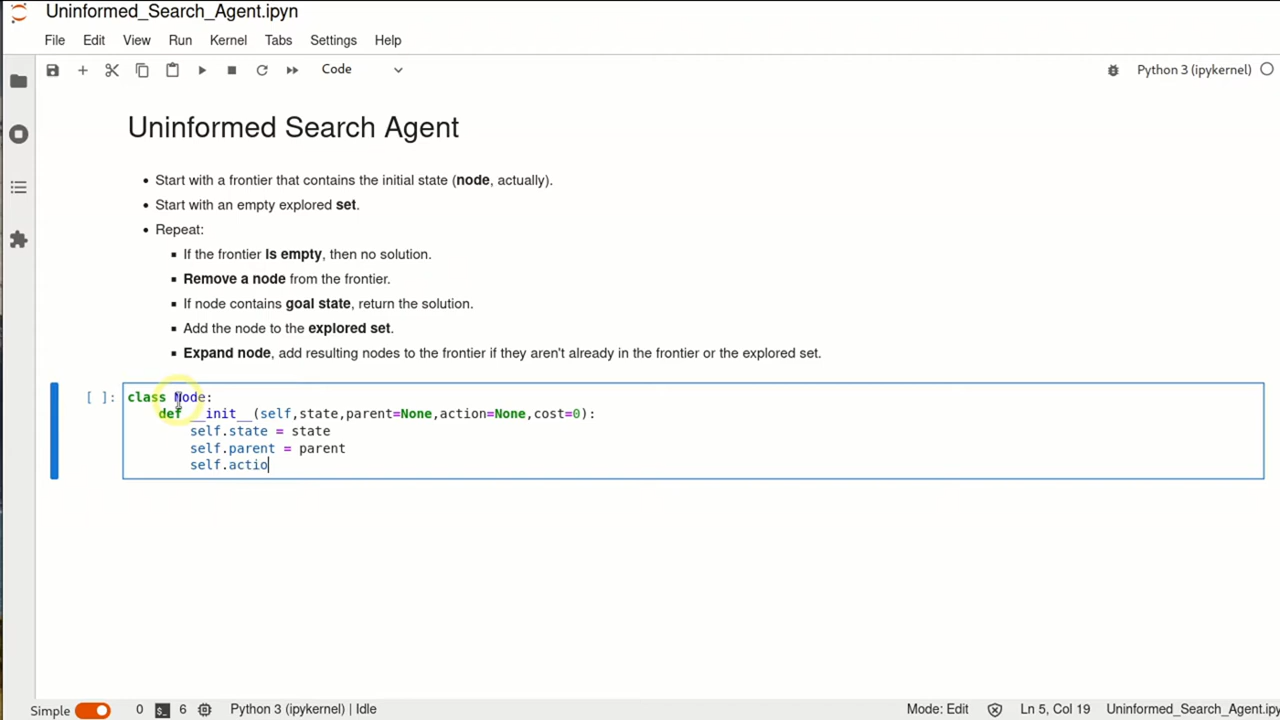 Uninformed_Search_Agent.ipyn
File Edit View Run Kernel Tabs Settings Help
Code Python 3 (ipykernel)
Uninformed Search Agent
• Start with a frontier that contains the initial state (node, actually).
• Start with an empty explored set.
• Repeat:
▪ If the frontier is empty, then no solution.
▪ Remove a node from the frontier.
▪ If node contains goal state, return the solution.
▪ Add the node to the explored set.
▪ Expand node, add resulting nodes to the frontier if they aren't already in the frontier or the explored set.
[ ]: class Node:
def __init__(self,state,parent=None,action=None,cost=0):
self.state = state
self.parent = parent
self.actio
Simple 0 6 Python 3 (ipykernel) | Idle Mode: Edit Ln 5, Col 19 Uninformed_Search_Agent.ipy